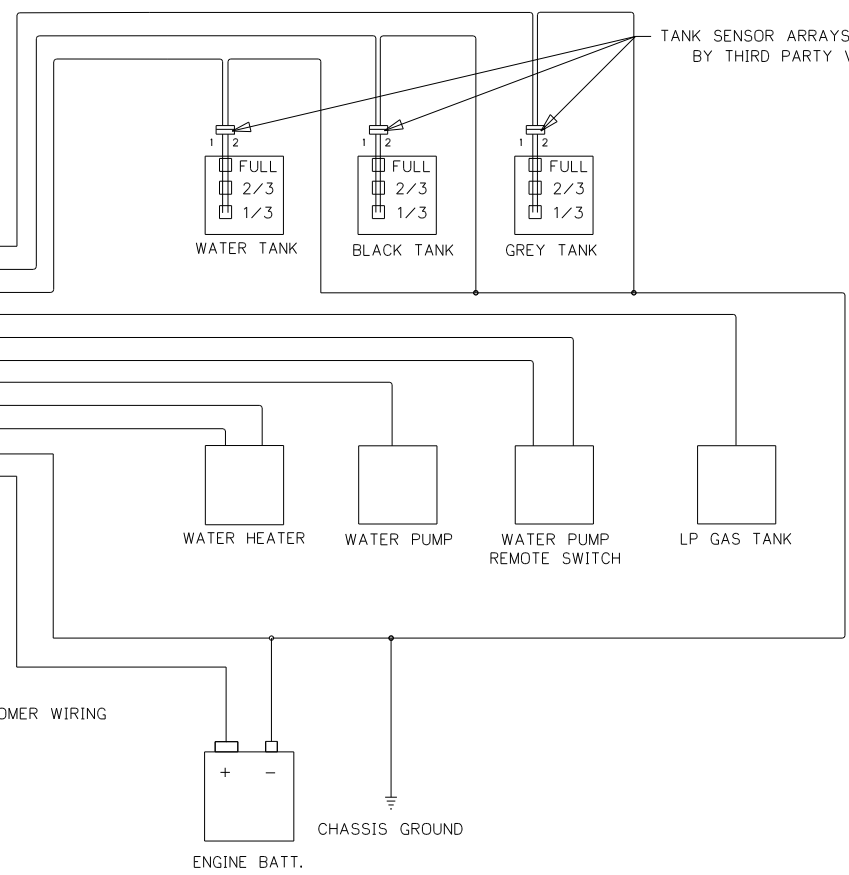 TANK SENSOR ARRAYS
BY THIRD PARTY
1 2
1 2
1 2
FULL
2/3
1/3
FULL
2/3
1/3
FULL
2/3
1/3
WATER TANK
BLACK TANK
GREY TANK
WATER HEATER
WATER PUMP
WATER PUMP
REMOTE SWITCH
LP GAS TANK
OMER WIRING
+ −
CHASSIS GROUND
ENGINE BATT.